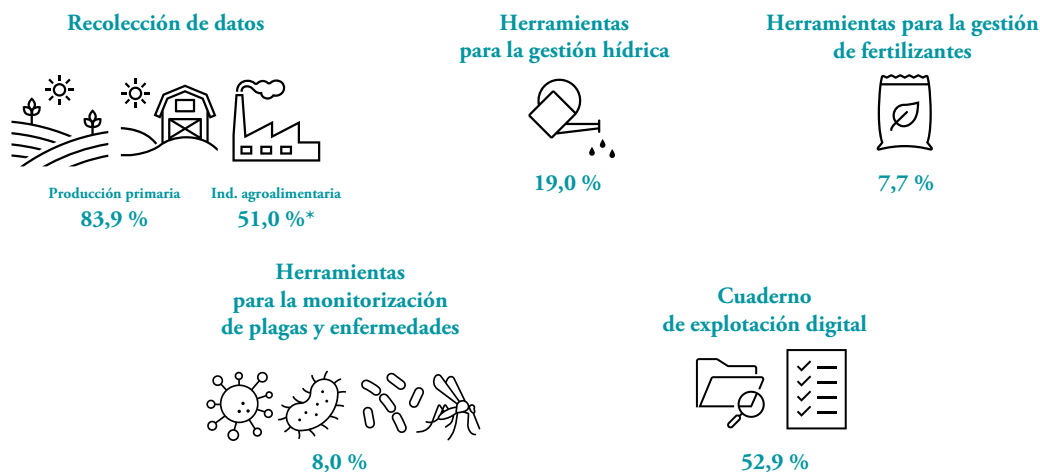 Recolección de datos
Producción primaria
83,9 %
Ind. agroalimentaria
51,0 %*
Herramientas
para la gestión hídrica
19,0 %
Herramientas para la gestión
de fertilizantes
7,7 %
Herramientas
para la monitorización
de plagas y enfermedades
8,0 %
Cuaderno
de explotación digital
52,9 %